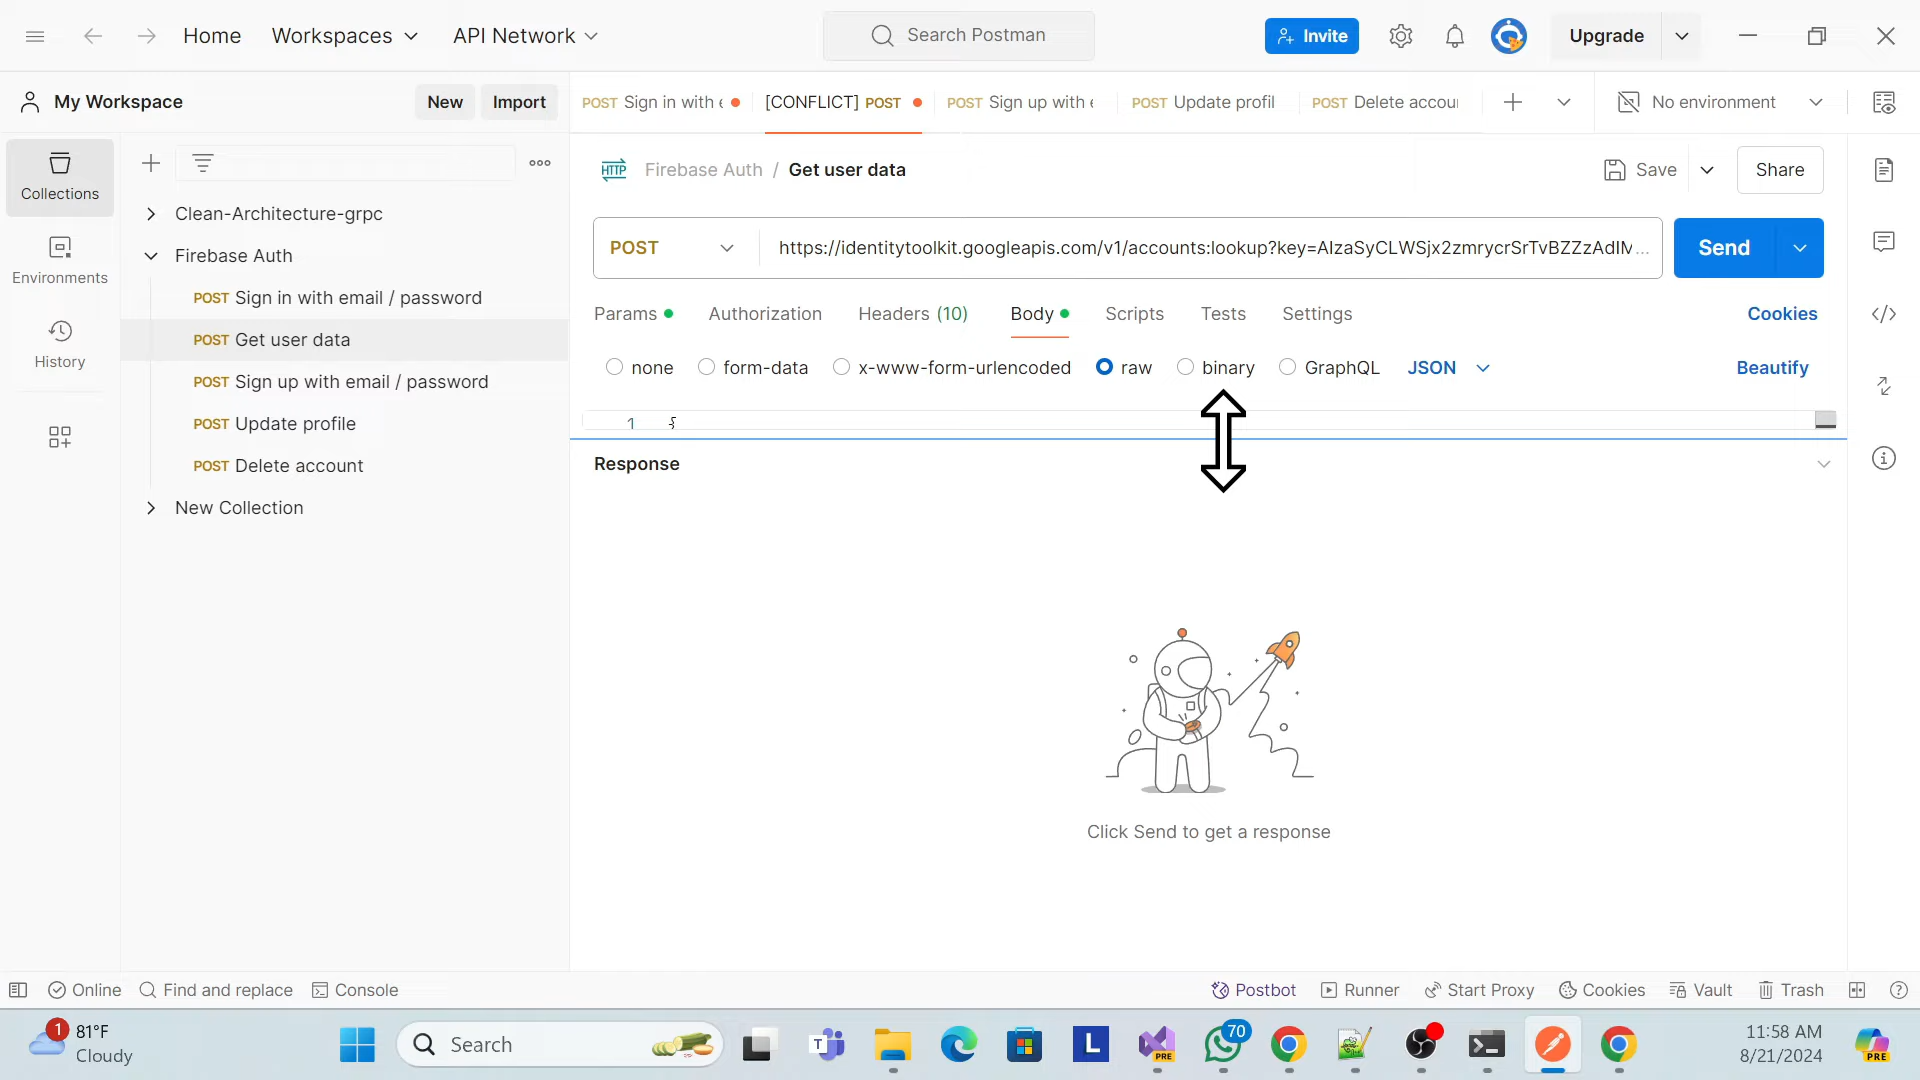 Home Workspaces API Network Search Postman Invite Upgrade
My Workspace New Import
POST Sign in with e [CONFLICT] POST POST Sign up with e POST Update profil POST Delete accou No environment
Collections
Environments
History
Clean-Architecture-grpc
Firebase Auth
POST Sign in with email / password
POST Get user data
POST Sign up with email / password
POST Update profile
POST Delete account
New Collection
HTTP Firebase Auth / Get user data Save Share
POST https://identitytoolkit.googleapis.com/v1/accounts:lookup?key=AIzaSyCLWSjx2zmrycrSrTvBZZzAdIM... Send
Params Authorization Headers (10) Body Scripts Tests Settings Cookies
none form-data x-www-form-urlencoded raw binary GraphQL JSON Beautify
1 {
Response
Click Send to get a response
Online Find and replace Console Postbot Runner Start Proxy Cookies Vault Trash
1 81°F
Cloudy
Search
T
L
PRE
70
11:58 AM
8/21/2024
PRE